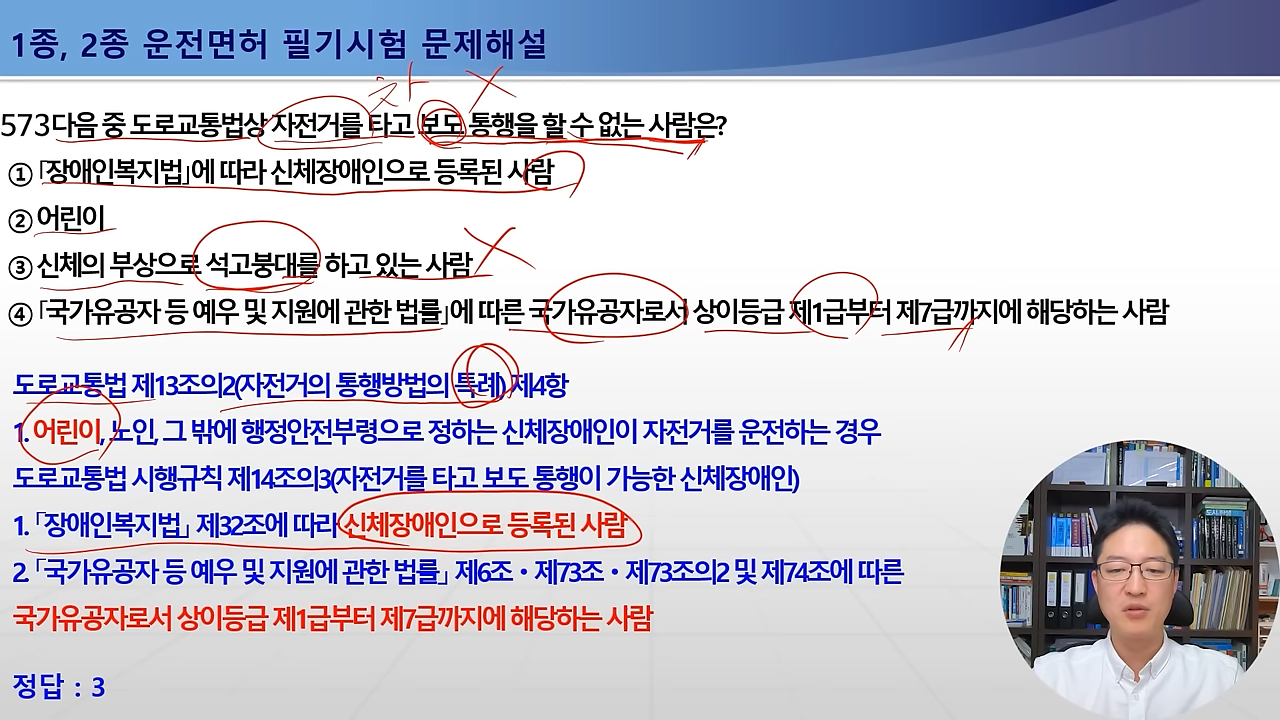 1종, 2종 운전면허 필기시험 문제해설
차 X
573다음 중 도로교통법상 자전거를 타고 보도 통행을 할 수 없는 사람은?
① ｢장애인복지법｣에 따라 신체장애인으로 등록된 사람
② 어린이
③ 신체의 부상으로 석고붕대를 하고 있는 사람
④ ｢국가유공자 등 예우 및 지원에 관한 법률｣에 따른 국가유공자로서 상이등급 제1급부터 제7급까지에 해당하는 사람
도로교통법 제13조의2(자전거의 통행방법의 특례) 제4항
1. 어린이, 노인, 그 밖에 행정안전부령으로 정하는 신체장애인이 자전거를 운전하는 경우
도로교통법 시행규칙 제14조의3(자전거를 타고 보도 통행이 가능한 신체장애인)
1. ｢장애인복지법｣ 제32조에 따라 신체장애인으로 등록된 사람
2. ｢국가유공자 등 예우 및 지원에 관한 법률｣ 제6조·제73조·제73조의2 및 제74조에 따른
국가유공자로서 상이등급 제1급부터 제7급까지에 해당하는 사람
정답 : 3